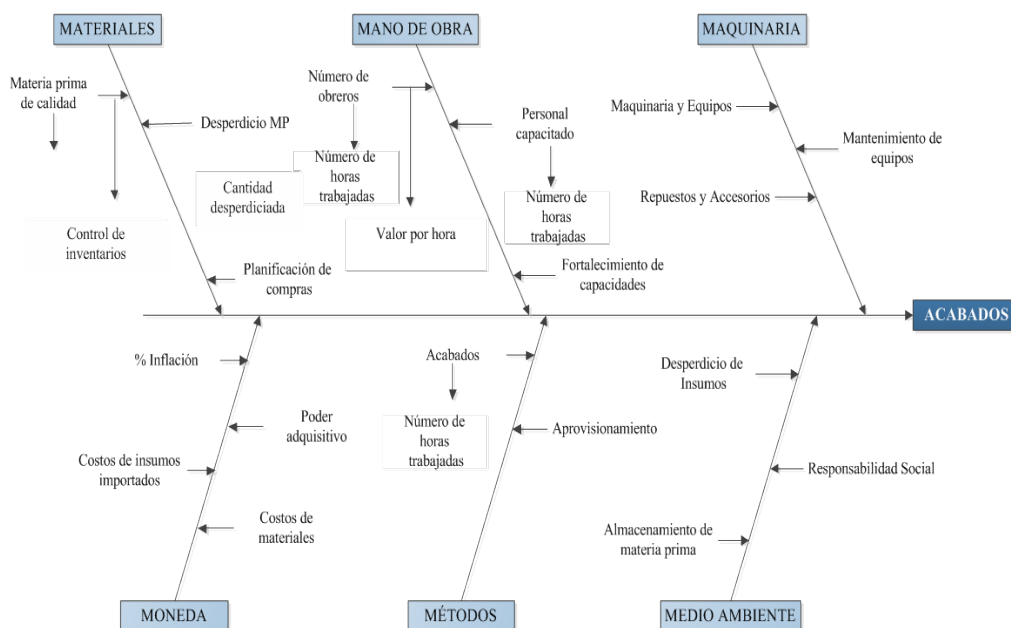 MATERIALES
MANO DE OBRA
MAQUINARIA
Materia prima
de calidad
Desperdicio MP
Cantidad
desperdiciada
Control de
inventarios
Planificación de
compras
Número de
obreros
Número de
horas
trabajadas
Valor por hora
Personal
capacitado
Número de
horas
trabajadas
Fortalecimiento de
capacidades
Maquinaria y Equipos
Mantenimiento de
equipos
Repuestos y Accesorios
ACABADOS
% Inflación
Poder
adquisitivo
Costos de insumos
importados
Costos de
materiales
Acabados
Número de
horas
trabajadas
Aprovisionamiento
Desperdicio de
Insumos
Responsabilidad Social
Almacenamiento de
materia prima
MONEDA
MÉTODOS
MEDIO AMBIENTE